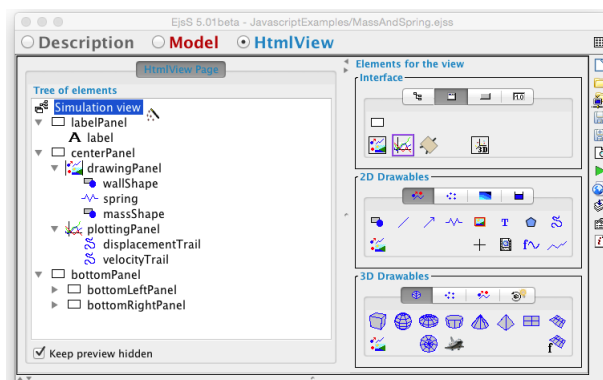 EjsS 5.01beta - JavascriptExamples/MassAndSpring.ejss
Description Model HtmlView
HtmlView Page
Tree of elements
Simulation view
labelPanel
A label
centerPanel
drawingPanel
wallShape
spring
massShape
plottingPanel
displacementTrail
velocityTrail
bottomPanel
bottomLeftPanel
bottomRightPanel
Keep preview hidden
Elements for the view
Interface
3D
2D Drawables
T
f
3D Drawables
f